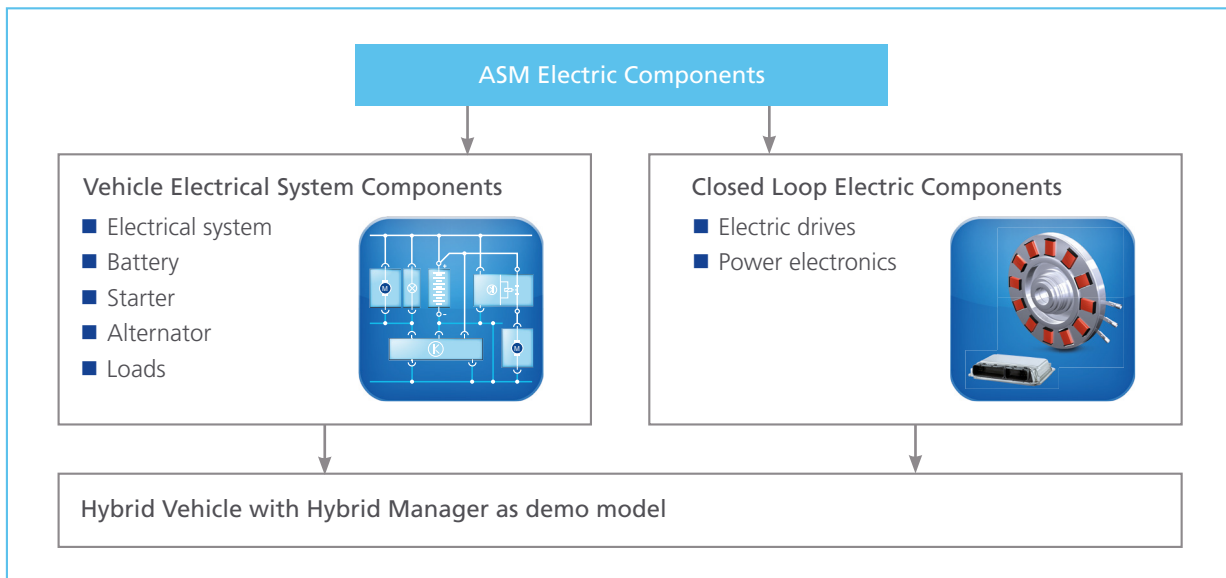 ASM Electric Components
Vehicle Electrical System Components
Electrical system
Battery
Starter
Alternator
Loads
M
+
-
M
Closed Loop Electric Components
Electric drives
Power electronics
Hybrid Vehicle with Hybrid Manager as demo model